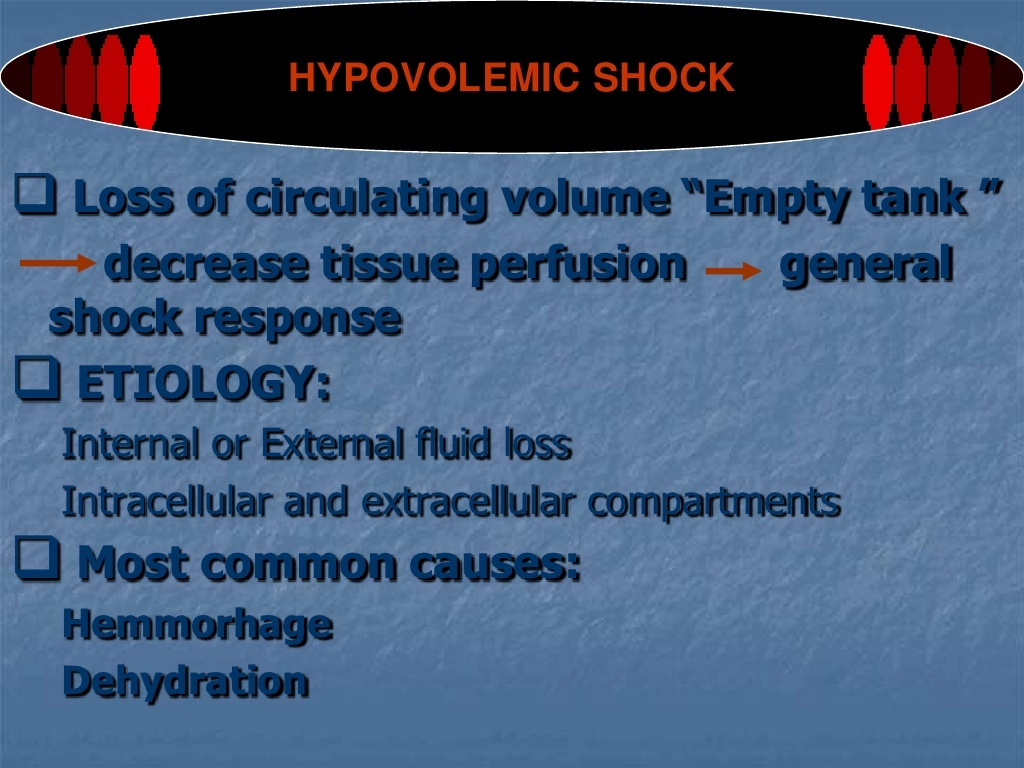 HYPOVOLEMIC SHOCK
❑ Loss of circulating volume “Empty tank ”
decrease tissue perfusion general
shock response
❑ ETIOLOGY:
Internal or External fluid loss
Intracellular and extracellular compartments
❑ Most common causes:
Hemmorhage
Dehydration